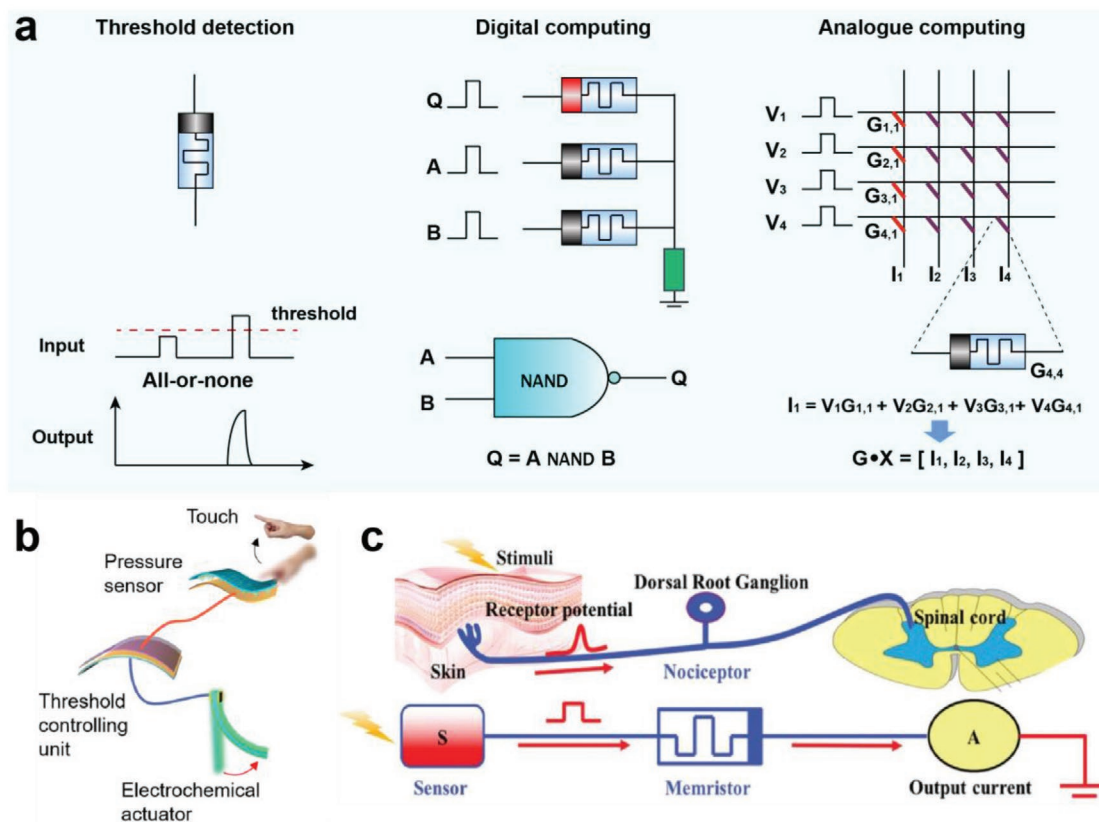 a
Threshold detection
threshold
Input
All-or-none
Output
Digital computing
Q
A
B
A
B
NAND
Q
Q = A NAND B
Analogue computing
V1
V2
V3
V4
G1,1
G2,1
G3,1
G4,1
I1 I2 I3 I4
G4,4
I1 = V1G1,1 + V2G2,1 + V3G3,1+ V4G4,1
G•X = [ I1, I2, I3, I4 ]
b
Touch
Pressure
sensor
Threshold
controlling
unit
Electrochemical
actuator
c
Stimuli
Receptor potential
Skin
Dorsal Root Ganglion
Nociceptor
Spinal cord
S
Sensor
Memristor
A
Output current